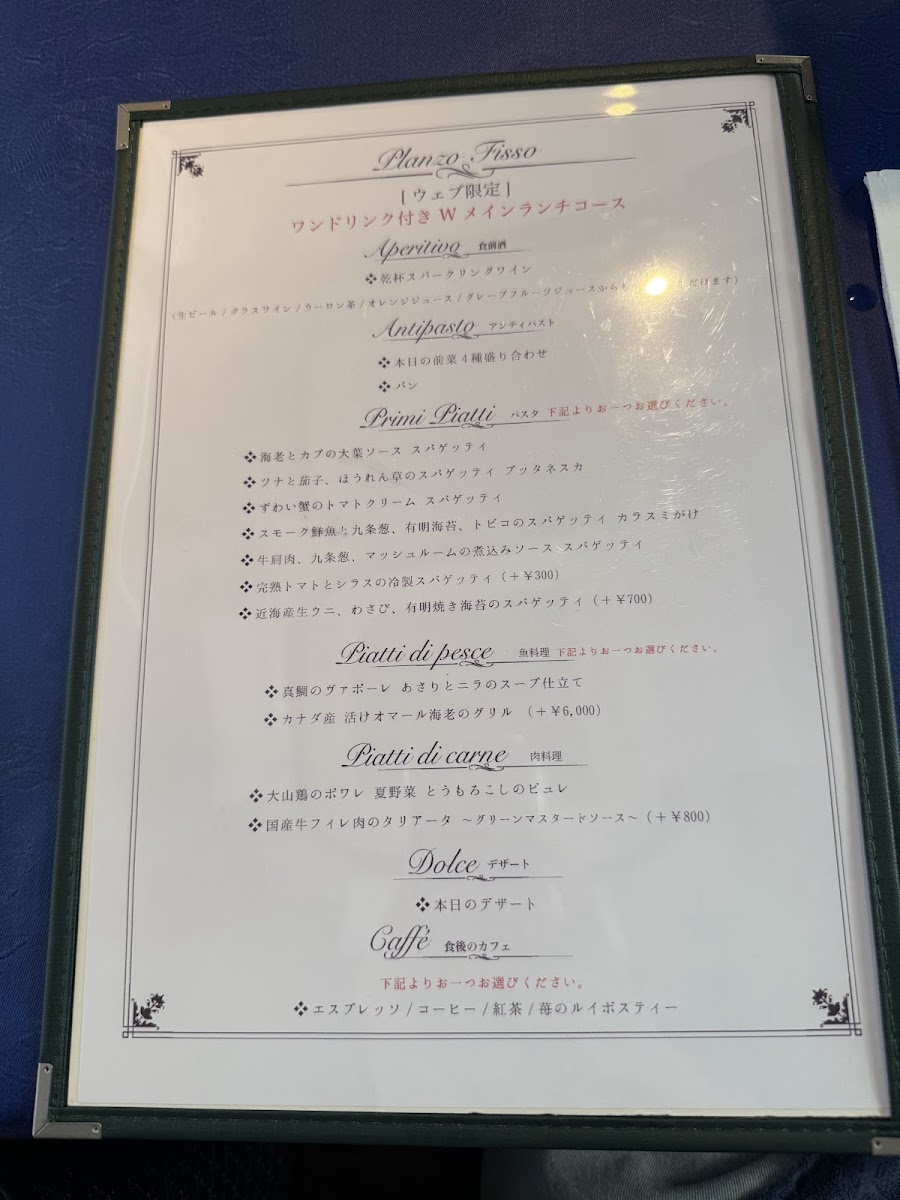 Planzo Fisso
[ウェブ限定]
ワンドリンク付き W メインランチコース
Aperitivo 食前酒
❖乾杯スパークリングワイン
(生ビール/グラスワイン/ウーロン茶/オレンジジュース/グレープフルーツジュースからも だけます)
Antipasto アンティパスト
❖本日の前菜4種盛り合わせ
❖パン
Primi Piatti パスタ 下記よりお一つお選びください。
❖海老とカブの大葉ソース スパゲッティ
❖ツナと茄子、ほうれん草のスパゲッティ プッタネスカ
❖ずわい蟹のトマトクリーム スパゲッティ
❖スモーク鮮魚と九条葱、有明海苔、トビコのスパゲッティ カラスミがけ
❖牛肩肉、九条葱、マッシュルームの煮込みソース スパゲッティ
❖完熟トマトとシラスの冷製スパゲッティ(+¥300)
❖近海産生ウニ、わさび、有明焼き海苔のスパゲッティ(+¥700)
Piatti di pesce 魚料理 下記よりお一つお選びください。
❖真鯛のヴァポーレ あさりとニラのスープ仕立て
❖カナダ産 活けオマール海老のグリル (+¥6,000)
Piatti di carne 肉料理
❖大山鶏のポワレ 夏野菜 とうもろこしのピュレ
❖国産牛フィレ肉のタリアータ ~グリーンマスタードソース~(+¥800)
Dolce デザート
❖本日のデザート
Caffé 食後のカフェ
下記よりお一つお選びください。
❖エスプレッソ/コーヒー/紅茶/苺のルイボスティー